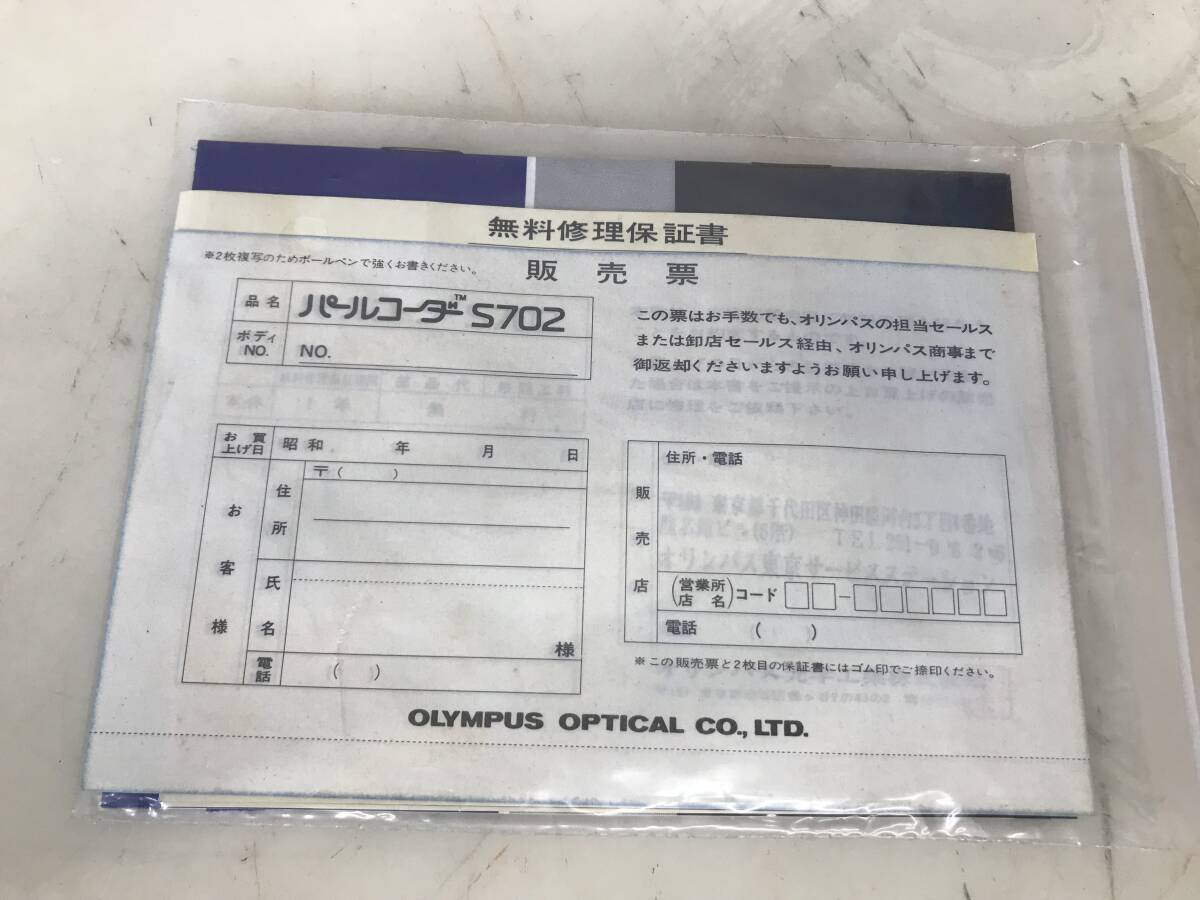 無料修理保証書
※2枚複写のためボールペンで強くお書きください。
販売票
品名 パールコーダー™ S702
ボディNO. NO.
この票はお手数でも、オリンパスの担当セールス
または卸店セールス経由、オリンパス商事まで
御返却くださいますようお願い申し上げます。
お買上げ日 昭和 年 月 日
お客様
住所 〒( )
氏名 様
電話 ( )
販売店
住所・電話
(営業所店名)コード □□-□□□□□□
電話 ( )
※この販売票と2枚目の保証書にはゴム印でご捺印ください。
OLYMPUS OPTICAL CO., LTD.